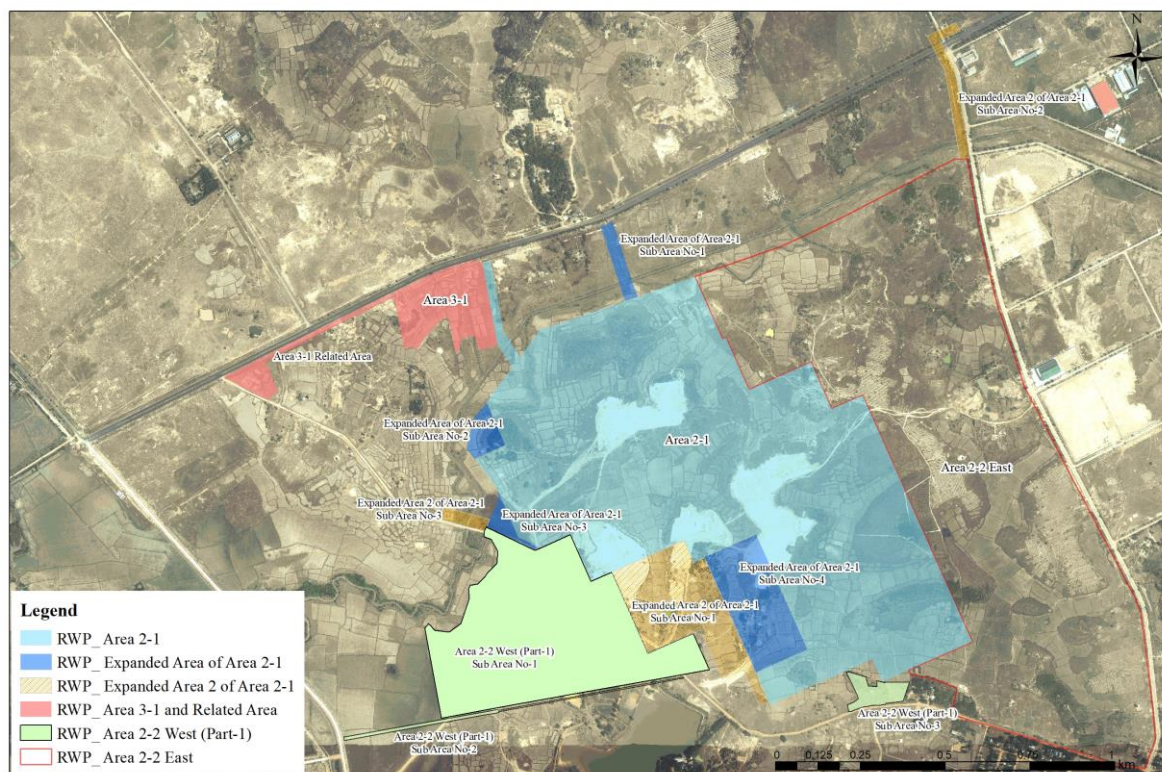 N
Expanded Area 2 of Area 2-1
Sub Area No-2
Expanded Area of Area 2-1
Sub Area No-1
Area 3-1
Area 3-1 Related Area
Expanded Area of Area 2-1
Sub Area No-2
Area 2-1
Area 2-2 East
Expanded Area 2 of Area 2-1
Sub Area No-3
Expanded Area of Area 2-1
Sub Area No-3
Expanded Area of Area 2-1
Sub Area No-4
Expanded Area 2 of Area 2-1
Sub Area No-1
Area 2-2 West (Part-1)
Sub Area No-1
Area 2-2 West (Part-1)
Sub Area No-3
Area 2-2 West (Part-1)
Sub Area No-2
Legend
RWP_ Area 2-1
RWP_ Expanded Area of Area 2-1
RWP_ Expanded Area 2 of Area 2-1
RWP_ Area 3-1 and Related Area
RWP_ Area 2-2 West (Part-1)
RWP_ Area 2-2 East
0 0.125 0.25 0.5 0.75 1
km